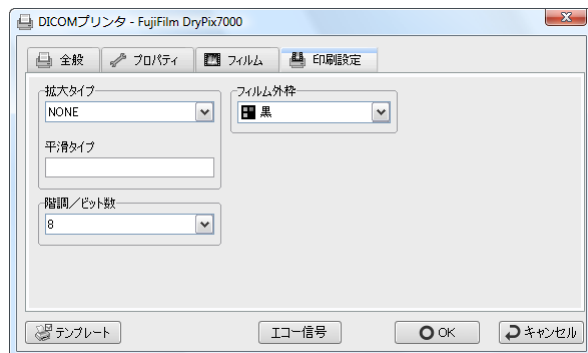 DICOMプリンタ - FujiFilm DryPix7000
全般 プロパティ フィルム 印刷設定
拡大タイプ
NONE
平滑タイプ
階調／ビット数
8
フィルム外枠
黒
テンプレート エコー信号 OK キャンセル